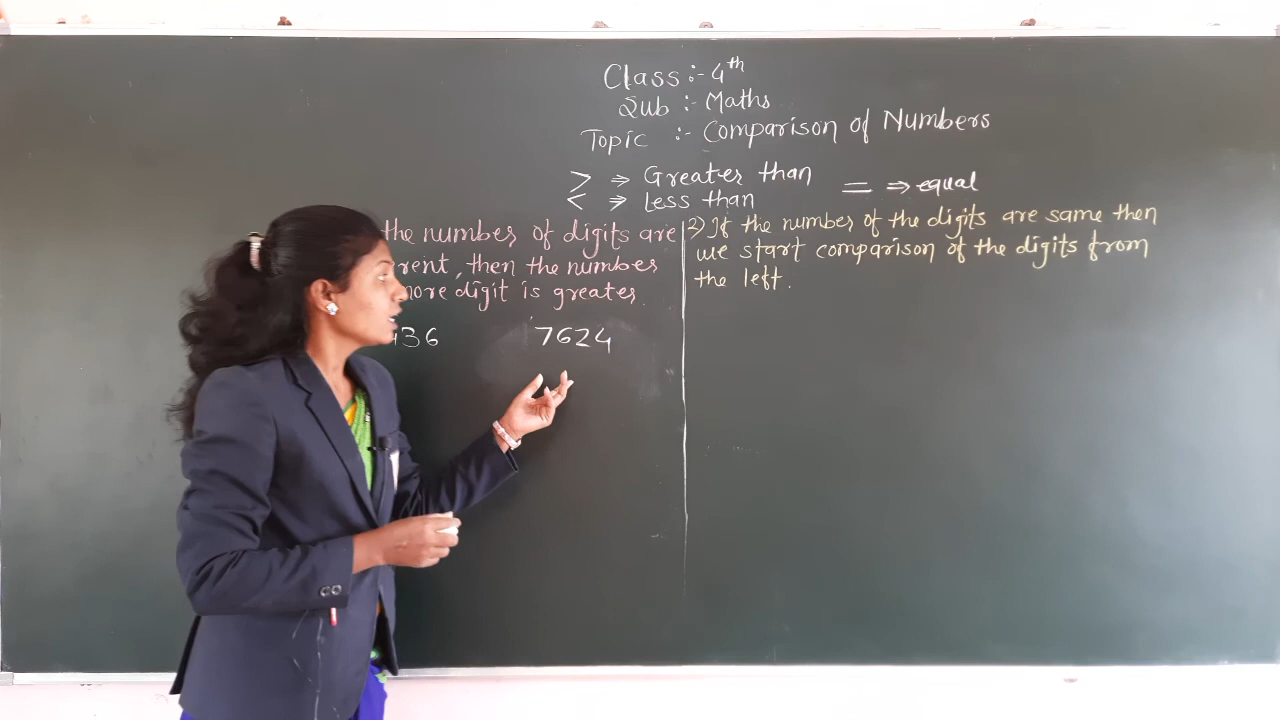 Class :- 4th
Sub :- Maths
Topic :- Comparison of Numbers
> ⇒ Greater than
< ⇒ Less than
= ⇒ equal
the number of digits are
then the number
digit is greater.
36 7624
2) If the number of the digits are same then
we start comparison of the digits from
the left.